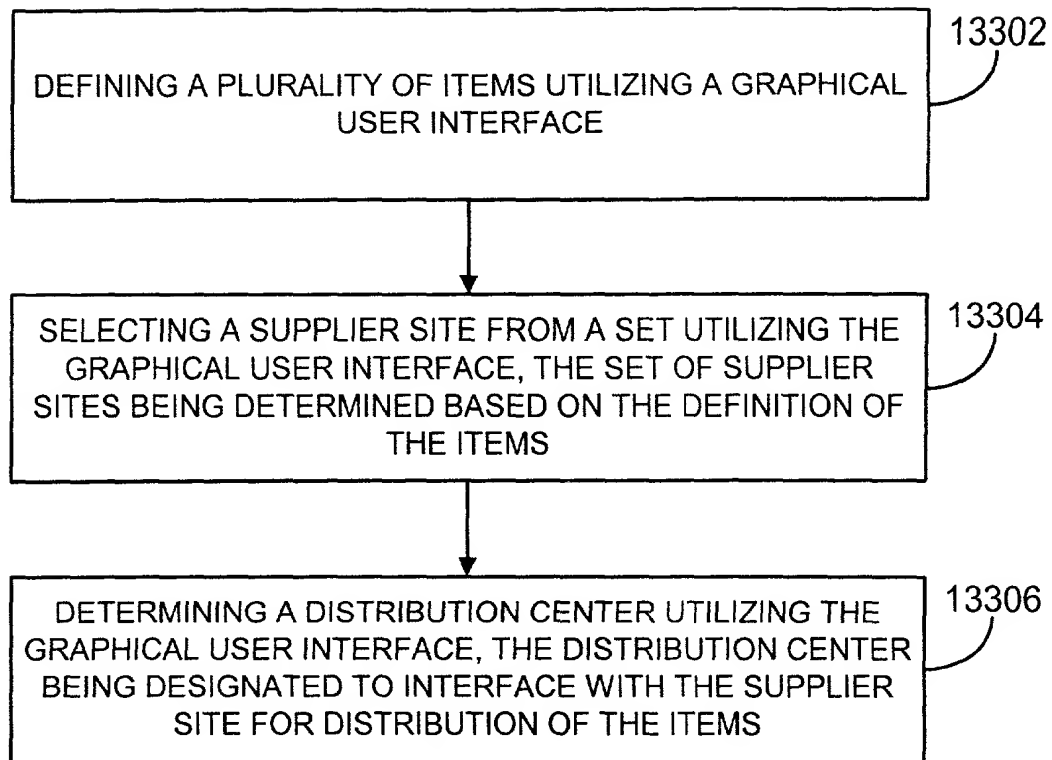 13302
DEFINING A PLURALITY OF ITEMS UTILIZING A GRAPHICAL
USER INTERFACE
13304
SELECTING A SUPPLIER SITE FROM A SET UTILIZING THE
GRAPHICAL USER INTERFACE, THE SET OF SUPPLIER
SITES BEING DETERMINED BASED ON THE DEFINITION OF
THE ITEMS
13306
DETERMINING A DISTRIBUTION CENTER UTILIZING THE
GRAPHICAL USER INTERFACE, THE DISTRIBUTION CENTER
BEING DESIGNATED TO INTERFACE WITH THE SUPPLIER
SITE FOR DISTRIBUTION OF THE ITEMS